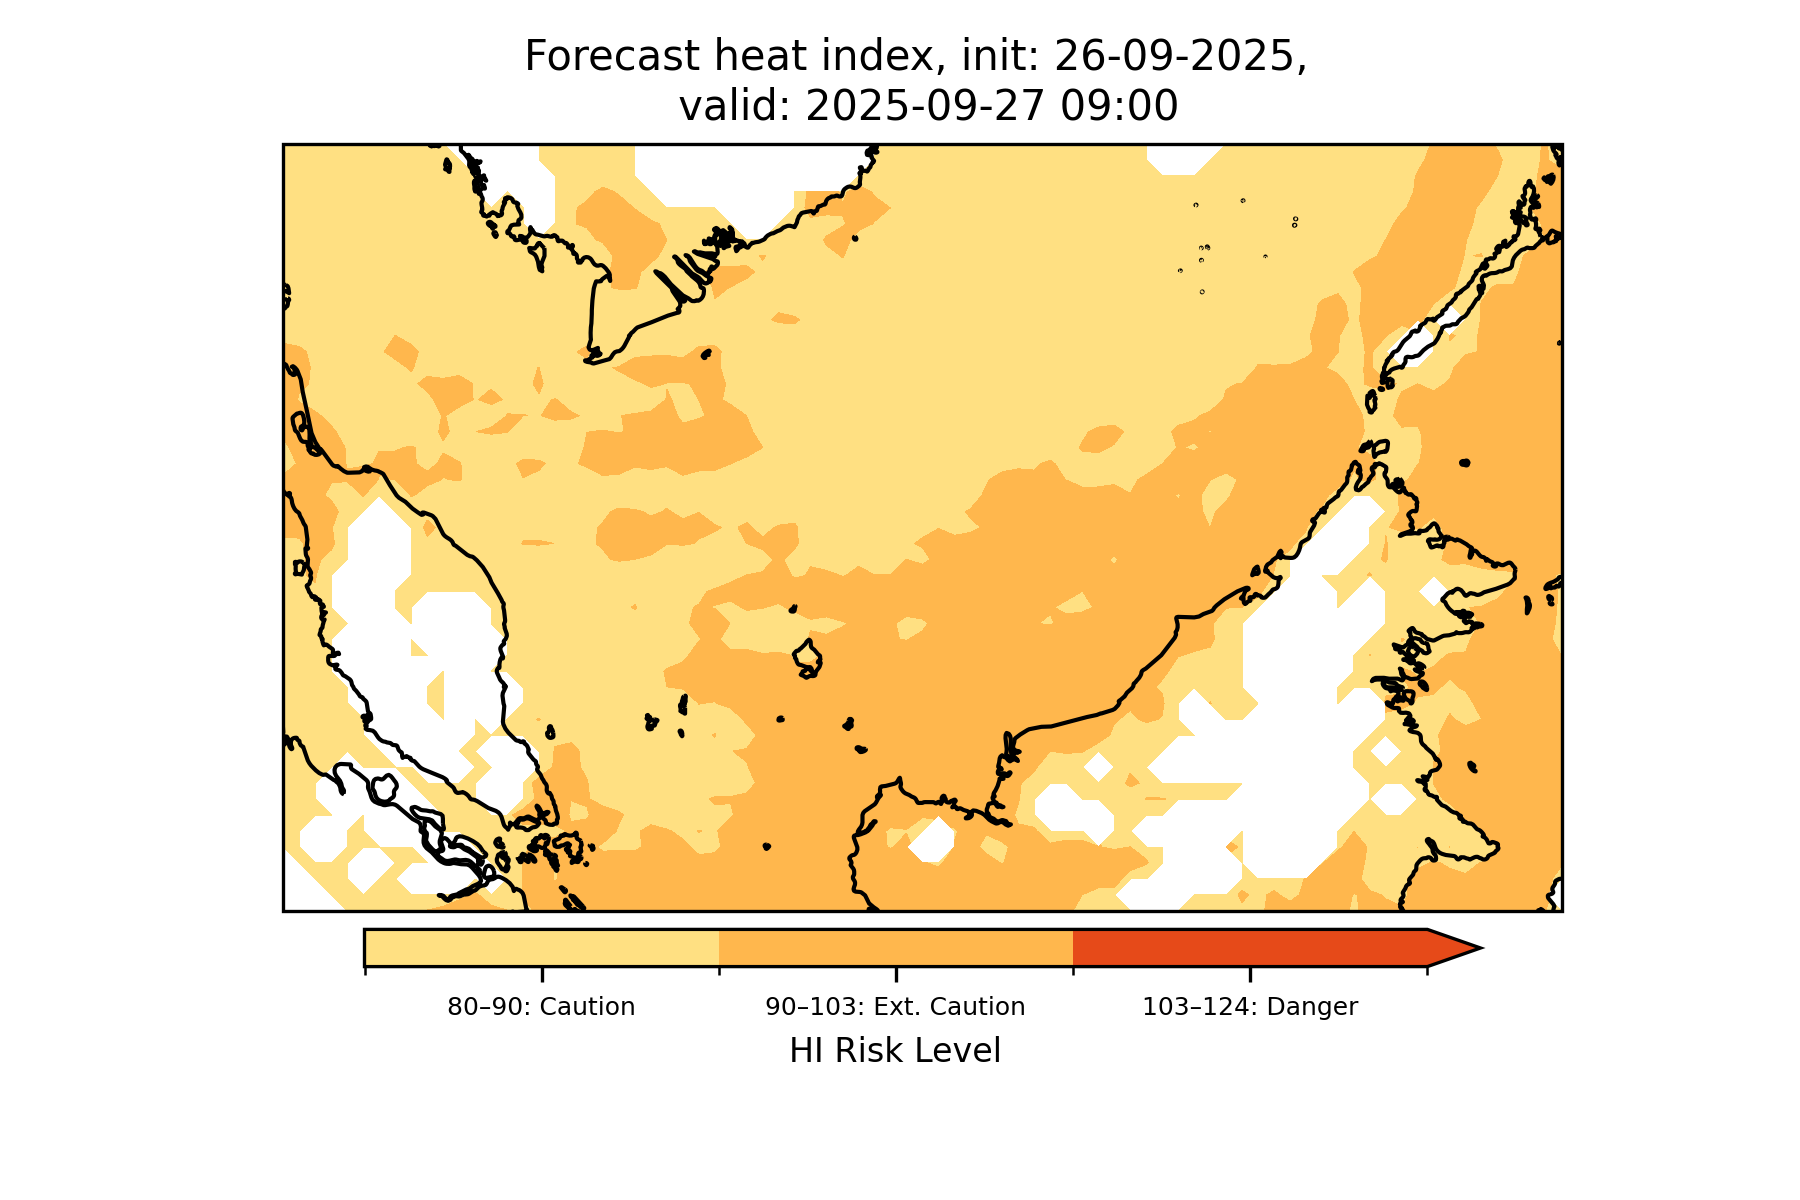 Forecast heat index, init: 26-09-2025,
valid: 2025-09-27 09:00
80–90: Caution
90–103: Ext. Caution
103–124: Danger
HI Risk Level